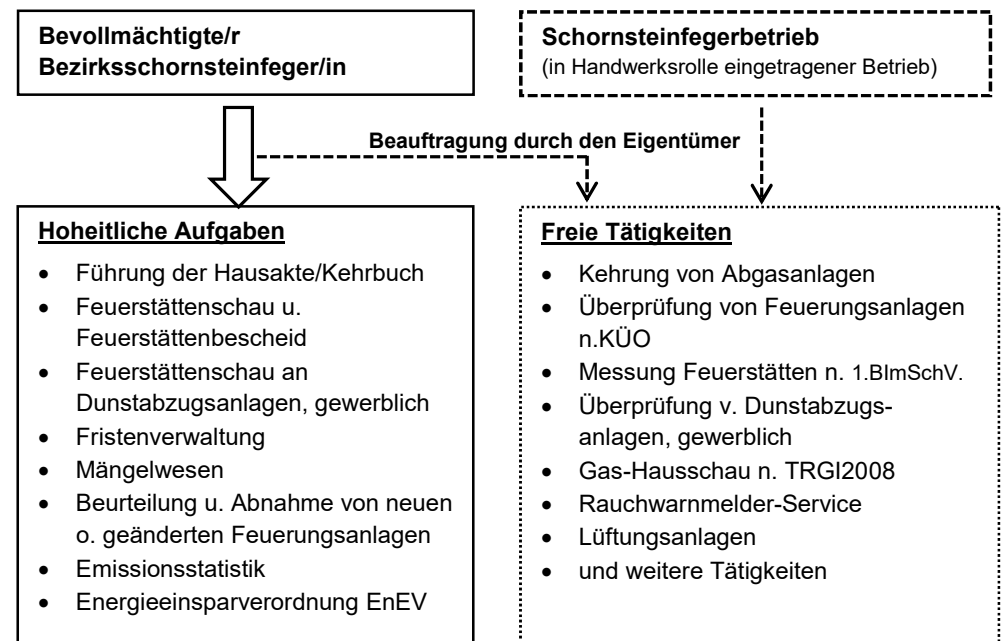 Bevollmächtigte/r
Bezirksschornsteinfeger/in
Schornsteinfegerbetrieb
(in Handwerksrolle eingetragener Betrieb)
Beauftragung durch den Eigentümer
Hoheitliche Aufgaben
• Führung der Hausakte/Kehrbuch
• Feuerstättenschau u.
Feuerstättenbescheid
• Feuerstättenschau an
Dunstabzugsanlagen, gewerblich
• Fristenverwaltung
• Mängelwesen
• Beurteilung u. Abnahme von neuen
o. geänderten Feuerungsanlagen
• Emissionsstatistik
• Energieeinsparverordnung EnEV
Freie Tätigkeiten
• Kehrung von Abgasanlagen
• Überprüfung von Feuerungsanlagen
n.KÜO
• Messung Feuerstätten n. 1.BImSchV.
• Überprüfung v. Dunstabzugs-
anlagen, gewerblich
• Gas-Hausschau n. TRGI2008
• Rauchwarnmelder-Service
• Lüftungsanlagen
• und weitere Tätigkeiten